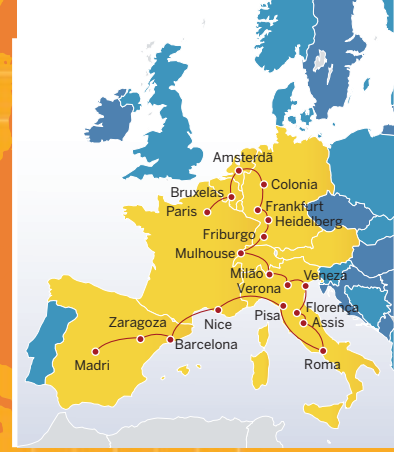 Amsterdã
Colonia
Bruxelas
Frankfurt
Paris
Heidelberg
Friburgo
Mulhouse
Milão
Veneza
Verona
Florença
Pisa
Assis
Zaragoza
Nice
Barcelona
Madri
Roma